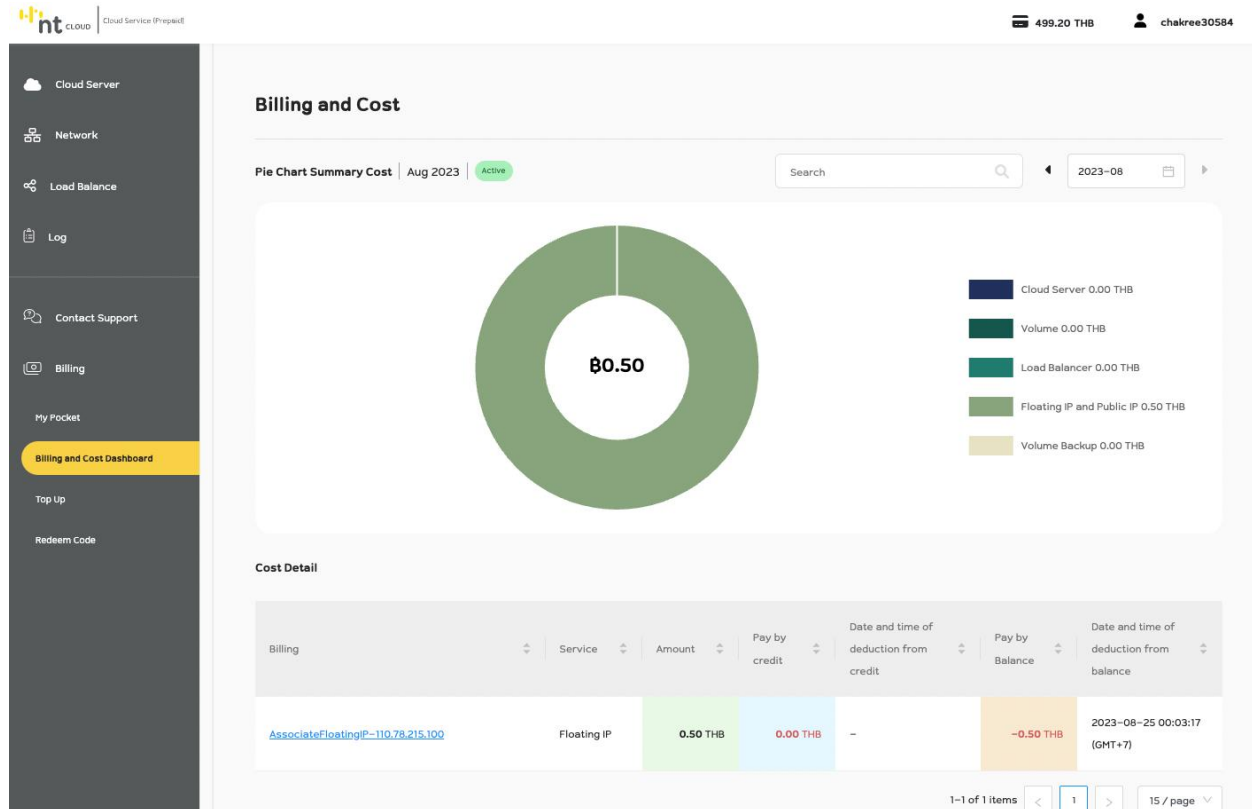 nt CLOUD Cloud Service (Prepaid)
499.20 THB chakree30584
Cloud Server
Network
Load Balance
Log
Contact Support
Billing
My Pocket
Billing and Cost Dashboard
Top Up
Redeem Code
Billing and Cost
Pie Chart Summary Cost Aug 2023 Active
Search
2023-08
฿0.50
Cloud Server 0.00 THB
Volume 0.00 THB
Load Balancer 0.00 THB
Floating IP and Public IP 0.50 THB
Volume Backup 0.00 THB
Cost Detail
Billing
Service
Amount
Pay by
credit
Date and time of
deduction from
credit
Pay by
Balance
Date and time of
deduction from
balance
AssociateFloatingIP-110.78.215.100
Floating IP
0.50 THB
0.00 THB
-
-0.50 THB
2023-08-25 00:03:17
(GMT+7)
1-1 of 1 items < 1 > 15 / page